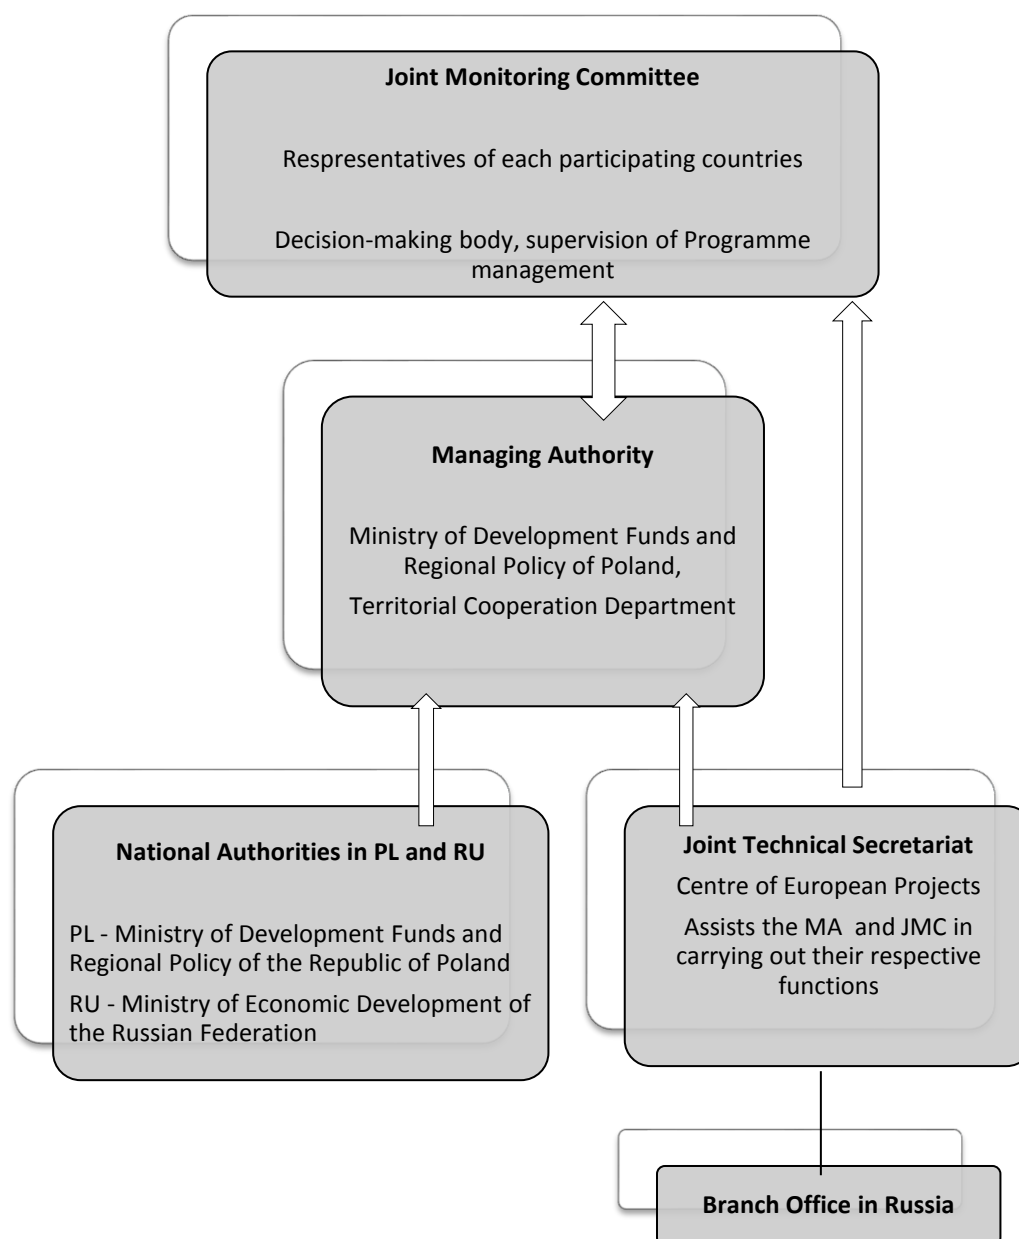 Joint Monitoring Committee
Respresentatives of each participating countries
Decision-making body, supervision of Programme
management
Managing Authority
Ministry of Development Funds and
Regional Policy of Poland,
Territorial Cooperation Department
National Authorities in PL and RU
PL - Ministry of Development Funds and
Regional Policy of the Republic of Poland
RU - Ministry of Economic Development of
the Russian Federation
Joint Technical Secretariat
Centre of European Projects
Assists the MA and JMC in
carrying out their respective
functions
Branch Office in Russia